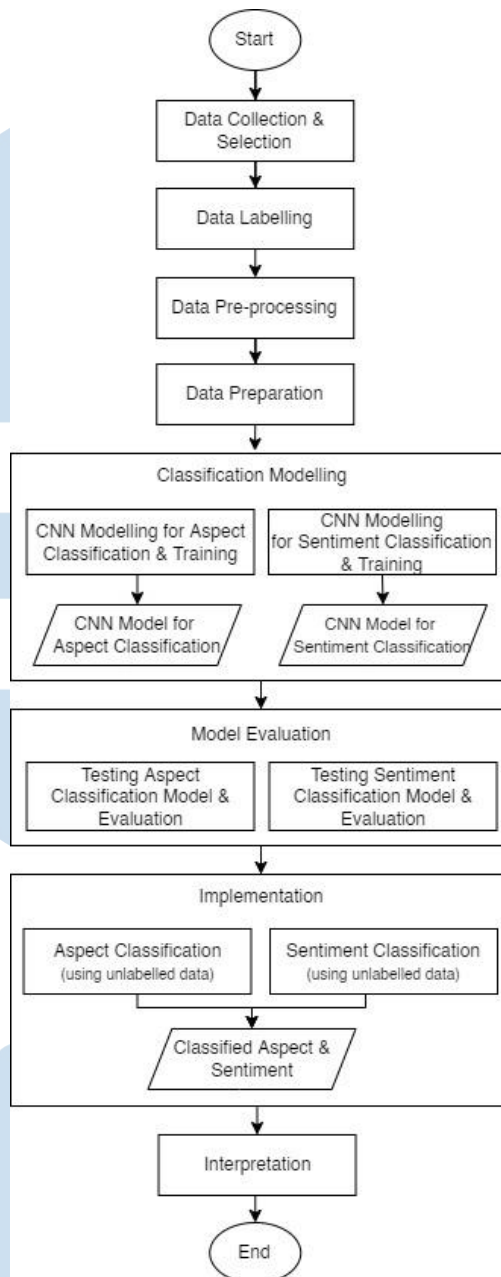 Start
Data Collection &
Selection
Data Labelling
Data Pre-processing
Data Preparation
Classification Modelling
CNN Modelling for Aspect
Classification & Training
CNN Modelling
for Sentiment Classification
& Training
CNN Model for
Aspect Classification
CNN Model for
Sentiment Classification
Model Evaluation
Testing Aspect
Classification Model &
Evaluation
Testing Sentiment
Classification Model &
Evaluation
Implementation
Aspect Classification
(using unlabelled data)
Sentiment Classification
(using unlabelled data)
Classified Aspect &
Sentiment
Interpretation
End